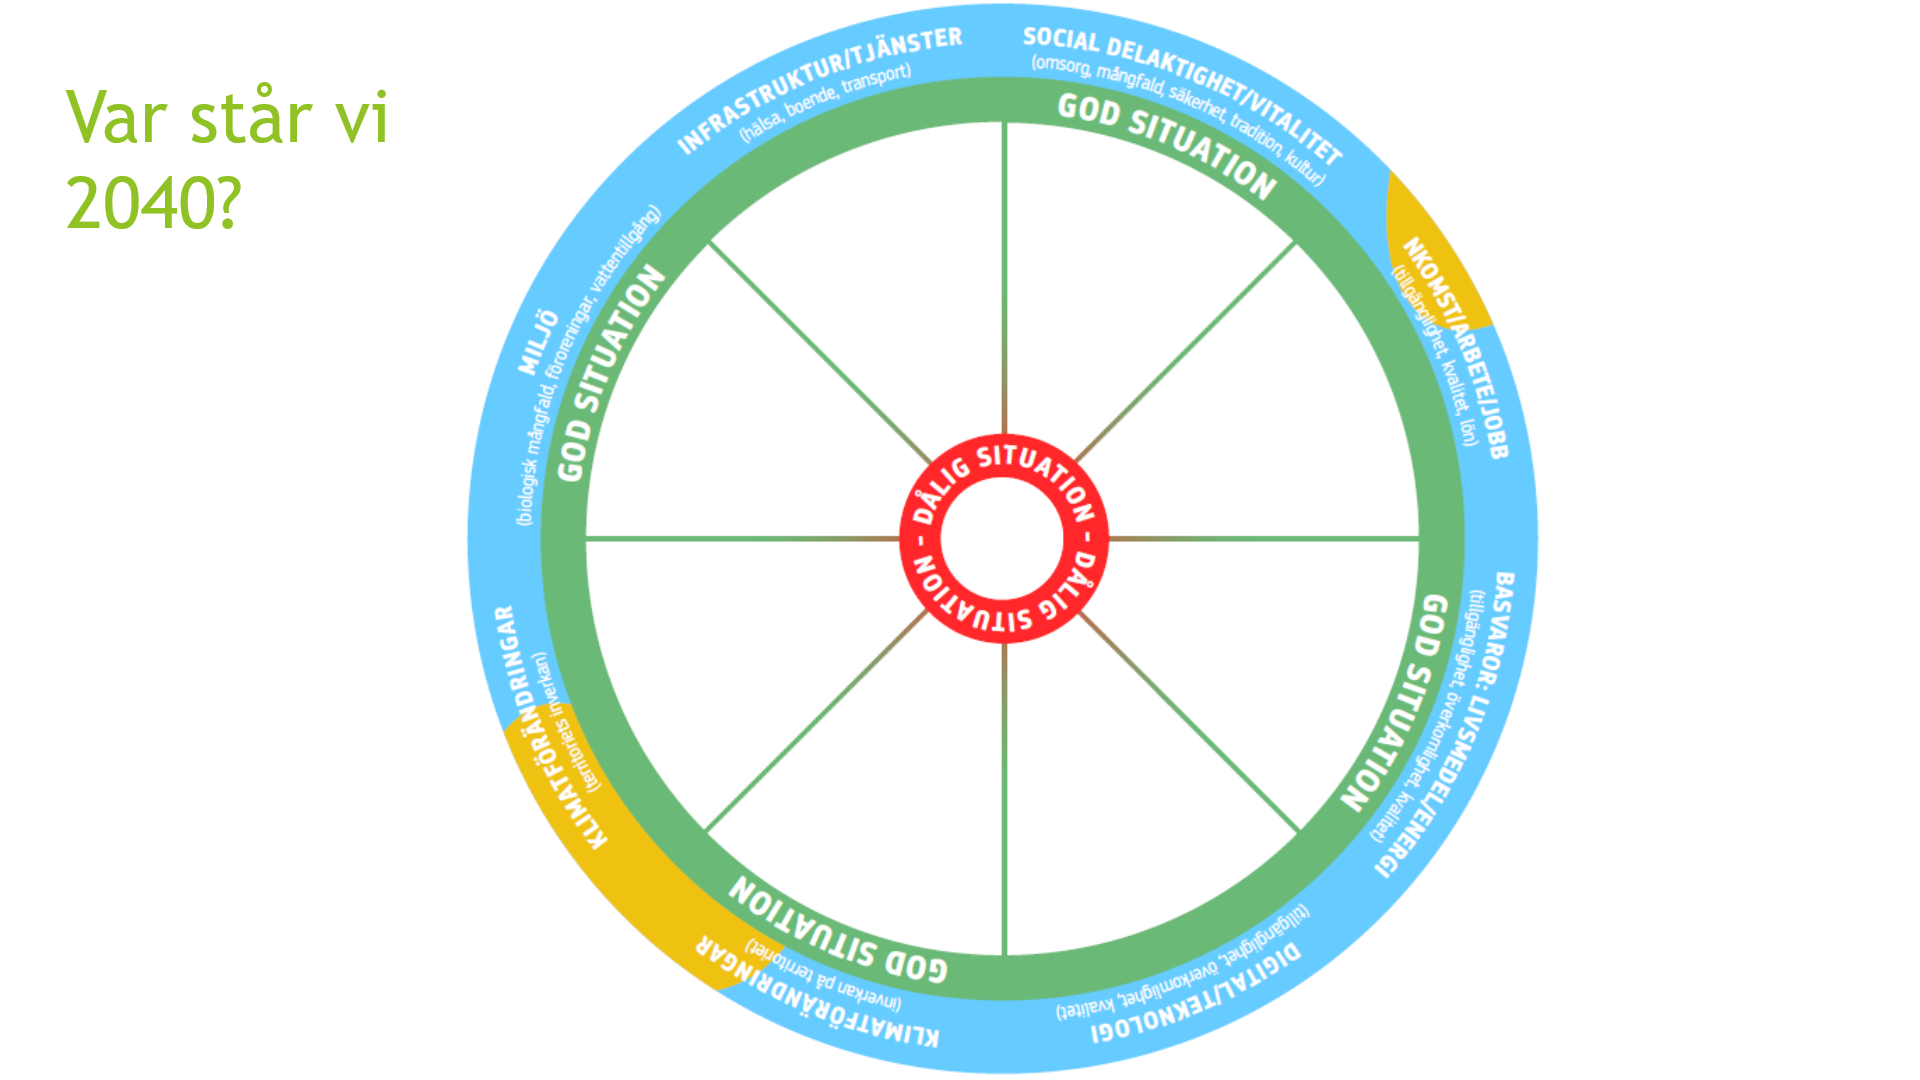 Var står vi
2040?
INFRASTRUKTUR/TJÄNSTER
(hälsa, boende, transport)
SOCIAL DELAKTIGHET/VITALITET
(omsorg, mångfald, säkerhet, tradition, kultur)
GOD SITUATION
NKOMST/ARBETE/JOBB
(tillgänglighet, kvalitet, lön)
BASVAROR: LIVSMEDEL/ENERGI
(tillgänglighet, överkomlighet, kvalitet)
GOD SITUATION
DIGITAL/TEKNOLOGI
(tillgänglighet, överkomlighet, kvalitet)
KLIMATFÖRÄNDRINGAR
(inverkan på territoriet)
GOD SITUATION
KLIMATFÖRÄNDRINGAR
(territoriets inverkan)
MILJÖ
(biologisk mångfald, föroreningar, vattentillgång)
GOD SITUATION
DÅLIG SITUATION – DÅLIG SITUATION –